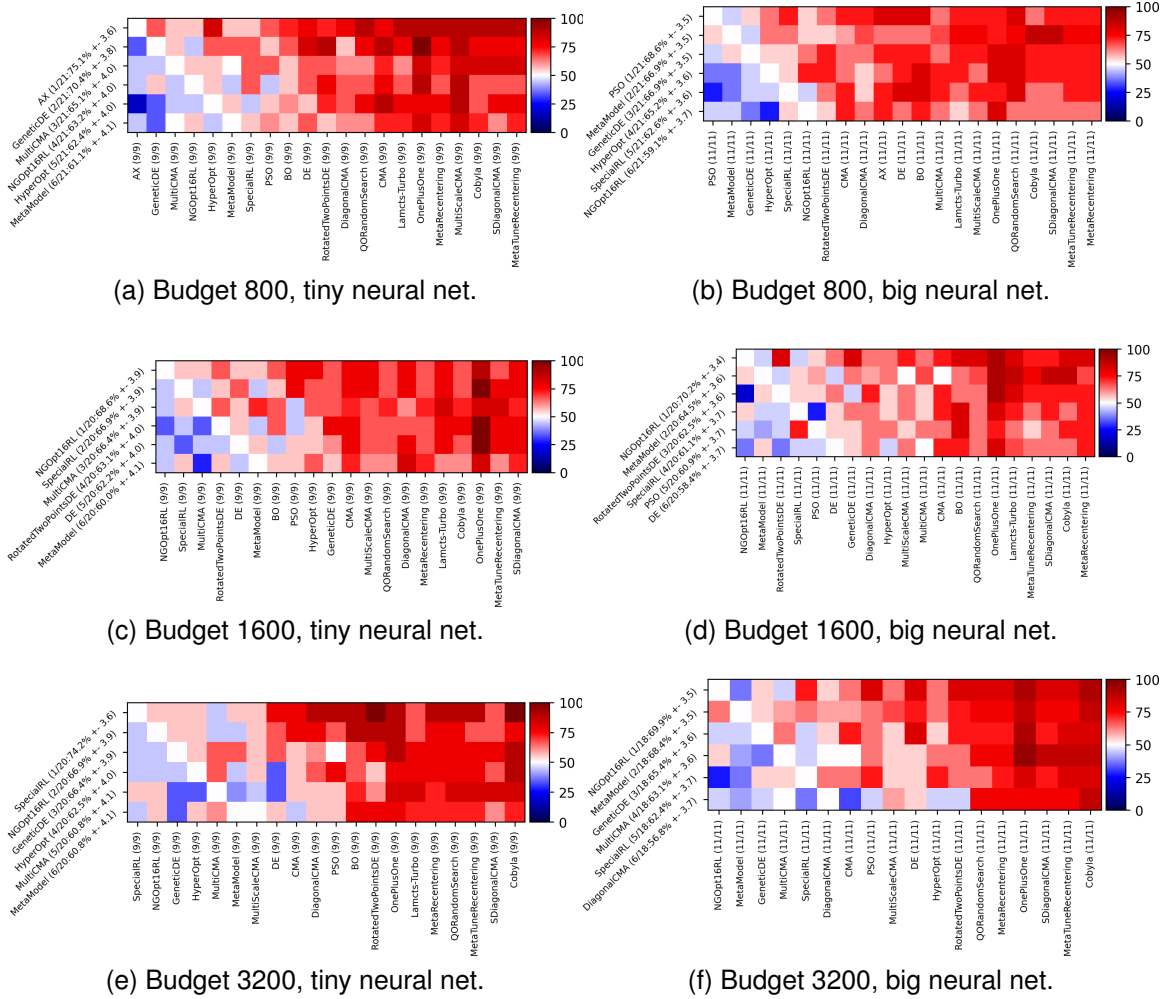 AX (1/21:75.1% +- 3.6)
GeneticDE (2/21:70.4% +- 3.8)
MultiCMA (3/21:65.1% +- 4.0)
NGOpt16RL (4/21:63.2% +- 4.0)
HyperOpt (5/21:62.4% +- 4.0)
MetaModel (6/21:61.1% +- 4.1)
100
75
50
25
0
AX (9/9)
GeneticDE (9/9)
MultiCMA (9/9)
NGOpt16RL (9/9)
HyperOpt (9/9)
MetaModel (9/9)
SpecialRL (9/9)
PSO (9/9)
BO (9/9)
DE (9/9)
RotatedTwoPointsDE (9/9)
DiagonalCMA (9/9)
QORandomSearch (9/9)
CMA (9/9)
Lamcts-Turbo (9/9)
OnePlusOne (9/9)
MetaRecentering (9/9)
MultiScaleCMA (9/9)
Cobyla (9/9)
SDiagonalCMA (9/9)
MetaTuneRecentering (9/9)
(a) Budget 800, tiny neural net.
PSO (1/21:68.6% +- 3.5)
MetaModel (2/21:66.9% +- 3.5)
GeneticDE (3/21:66.9% +- 3.5)
HyperOpt (4/21:65.2% +- 3.6)
SpecialRL (5/21:62.6% +- 3.6)
NGOpt16RL (6/21:59.1% +- 3.7)
100
75
50
25
0
PSO (11/11)
MetaModel (11/11)
GeneticDE (11/11)
HyperOpt (11/11)
SpecialRL (11/11)
NGOpt16RL (11/11)
RotatedTwoPointsDE (11/11)
CMA (11/11)
DiagonalCMA (11/11)
AX (11/11)
DE (11/11)
BO (11/11)
MultiCMA (11/11)
Lamcts-Turbo (11/11)
MultiScaleCMA (11/11)
OnePlusOne (11/11)
QORandomSearch (11/11)
Cobyla (11/11)
SDiagonalCMA (11/11)
MetaTuneRecentering (11/11)
MetaRecentering (11/11)
(b) Budget 800, big neural net.
NGOpt16RL (1/20:68.6% +- 3.9)
SpecialRL (2/20:66.9% +- 3.9)
MultiCMA (3/20:66.4% +- 3.9)
RotatedTwoPointsDE (4/20:63.1% +- 4.0)
DE (5/20:62.2% +- 4.0)
MetaModel (6/20:60.0% +- 4.1)
100
75
50
25
0
NGOpt16RL (9/9)
SpecialRL (9/9)
MultiCMA (9/9)
RotatedTwoPointsDE (9/9)
DE (9/9)
MetaModel (9/9)
BO (9/9)
PSO (9/9)
HyperOpt (9/9)
GeneticDE (9/9)
CMA (9/9)
MultiScaleCMA (9/9)
QORandomSearch (9/9)
DiagonalCMA (9/9)
MetaRecentering (9/9)
Lamcts-Turbo (9/9)
Cobyla (9/9)
OnePlusOne (9/9)
MetaTuneRecentering (9/9)
SDiagonalCMA (9/9)
(c) Budget 1600, tiny neural net.
NGOpt16RL (1/20:70.2% +- 3.4)
MetaModel (2/20:64.5% +- 3.6)
RotatedTwoPointsDE (3/20:62.5% +- 3.6)
SpecialRL (4/20:61.1% +- 3.7)
PSO (5/20:60.9% +- 3.7)
DE (6/20:58.4% +- 3.7)
100
75
50
25
0
NGOpt16RL (11/11)
MetaModel (11/11)
RotatedTwoPointsDE (11/11)
SpecialRL (11/11)
PSO (11/11)
DE (11/11)
GeneticDE (11/11)
DiagonalCMA (11/11)
HyperOpt (11/11)
MultiScaleCMA (11/11)
MultiCMA (11/11)
CMA (11/11)
BO (11/11)
QORandomSearch (11/11)
OnePlusOne (11/11)
Lamcts-Turbo (11/11)
MetaTuneRecentering (11/11)
SDiagonalCMA (11/11)
Cobyla (11/11)
MetaRecentering (11/11)
(d) Budget 1600, big neural net.
SpecialRL (1/20:74.2% +- 3.6)
NGOpt16RL (2/20:66.9% +- 3.9)
GeneticDE (3/20:66.4% +- 3.9)
HyperOpt (4/20:62.5% +- 4.0)
MultiCMA (5/20:60.8% +- 4.1)
MetaModel (6/20:60.8% +- 4.1)
100
75
50
25
0
SpecialRL (9/9)
NGOpt16RL (9/9)
GeneticDE (9/9)
HyperOpt (9/9)
MultiCMA (9/9)
MetaModel (9/9)
MultiScaleCMA (9/9)
DE (9/9)
CMA (9/9)
DiagonalCMA (9/9)
PSO (9/9)
BO (9/9)
RotatedTwoPointsDE (9/9)
OnePlusOne (9/9)
Lamcts-Turbo (9/9)
MetaRecentering (9/9)
QORandomSearch (9/9)
MetaTuneRecentering (9/9)
SDiagonalCMA (9/9)
Cobyla (9/9)
(e) Budget 3200, tiny neural net.
NGOpt16RL (1/18:69.9% +- 3.5)
MetaModel (2/18:68.4% +- 3.5)
GeneticDE (3/18:65.4% +- 3.6)
MultiCMA (4/18:63.1% +- 3.6)
SpecialRL (5/18:62.4% +- 3.7)
DiagonalCMA (6/18:56.8% +- 3.7)
100
75
50
25
0
NGOpt16RL (11/11)
MetaModel (11/11)
GeneticDE (11/11)
MultiCMA (11/11)
SpecialRL (11/11)
DiagonalCMA (11/11)
CMA (11/11)
PSO (11/11)
MultiScaleCMA (11/11)
DE (11/11)
HyperOpt (11/11)
RotatedTwoPointsDE (11/11)
QORandomSearch (11/11)
MetaRecentering (11/11)
OnePlusOne (11/11)
SDiagonalCMA (11/11)
MetaTuneRecentering (11/11)
Cobyla (11/11)
(f) Budget 3200, big neural net.